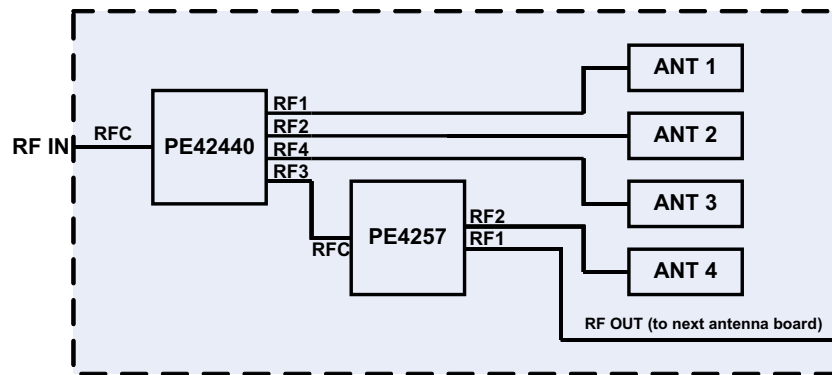 ANT 1
RF1
RF IN
RFC
PE42440
RF2
ANT 2
RF4
RF3
ANT 3
PE4257
RF2
RFC
RF1
ANT 4
RF OUT (to next antenna board)